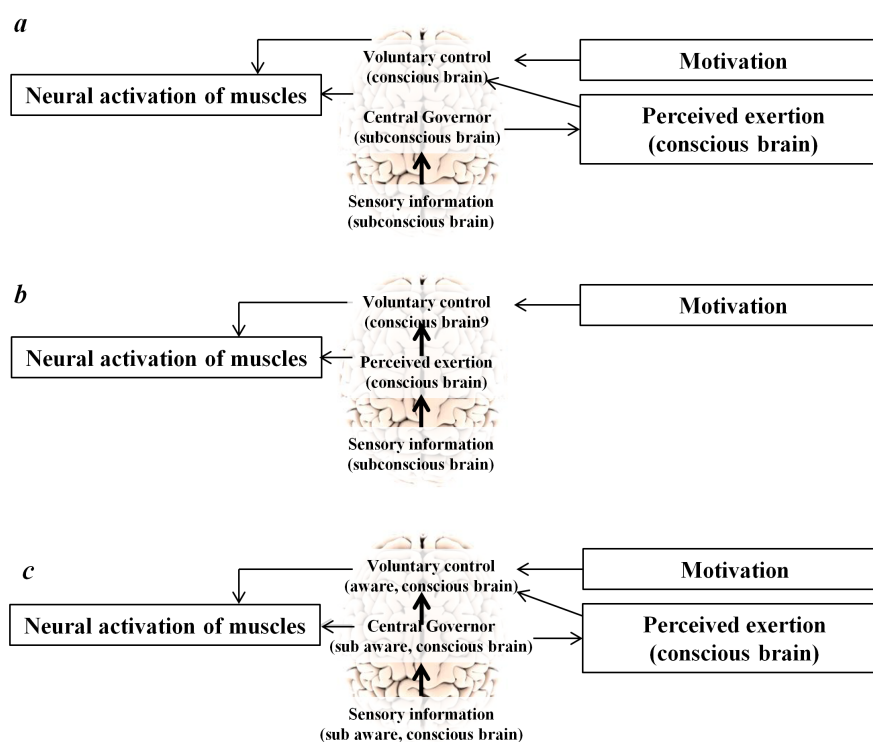 a
Voluntary control
(conscious brain)
Motivation
Neural activation of muscles
Central Governor
(subconscious brain)
Perceived exertion
(conscious brain)
Sensory information
(subconscious brain)
b
Voluntary control
(conscious brain9
Motivation
Neural activation of muscles
Perceived exertion
(conscious brain)
Sensory information
(subconscious brain)
c
Voluntary control
(aware, conscious brain)
Motivation
Neural activation of muscles
Central Governor
(sub aware, conscious brain)
Perceived exertion
(conscious brain)
Sensory information
(sub aware, conscious brain)